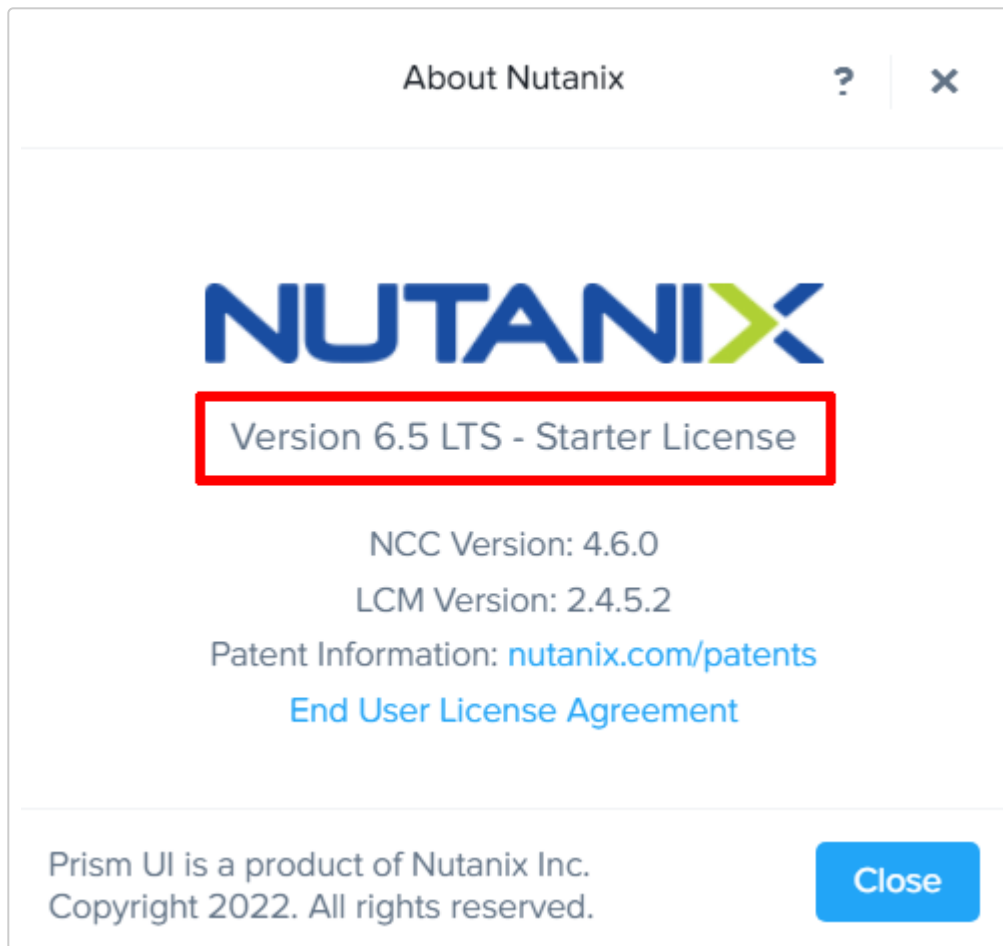 About Nutanix ? ×
NUTANIX
Version 6.5 LTS - Starter License
NCC Version: 4.6.0
LCM Version: 2.4.5.2
Patent Information: nutanix.com/patents
End User License Agreement
Prism UI is a product of Nutanix Inc.
Copyright 2022. All rights reserved.
Close